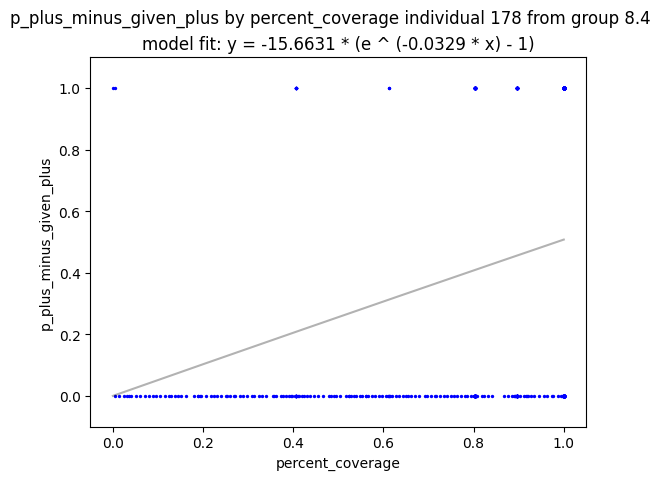 p_plus_minus_given_plus by percent_coverage individual 178 from group 8.4
model fit: y = -15.6631 * (e ^ (-0.0329 * x) - 1)
1.0
0.8
0.6
0.4
0.2
0.0
p_plus_minus_given_plus
0.0 0.2 0.4 0.6 0.8 1.0
percent_coverage